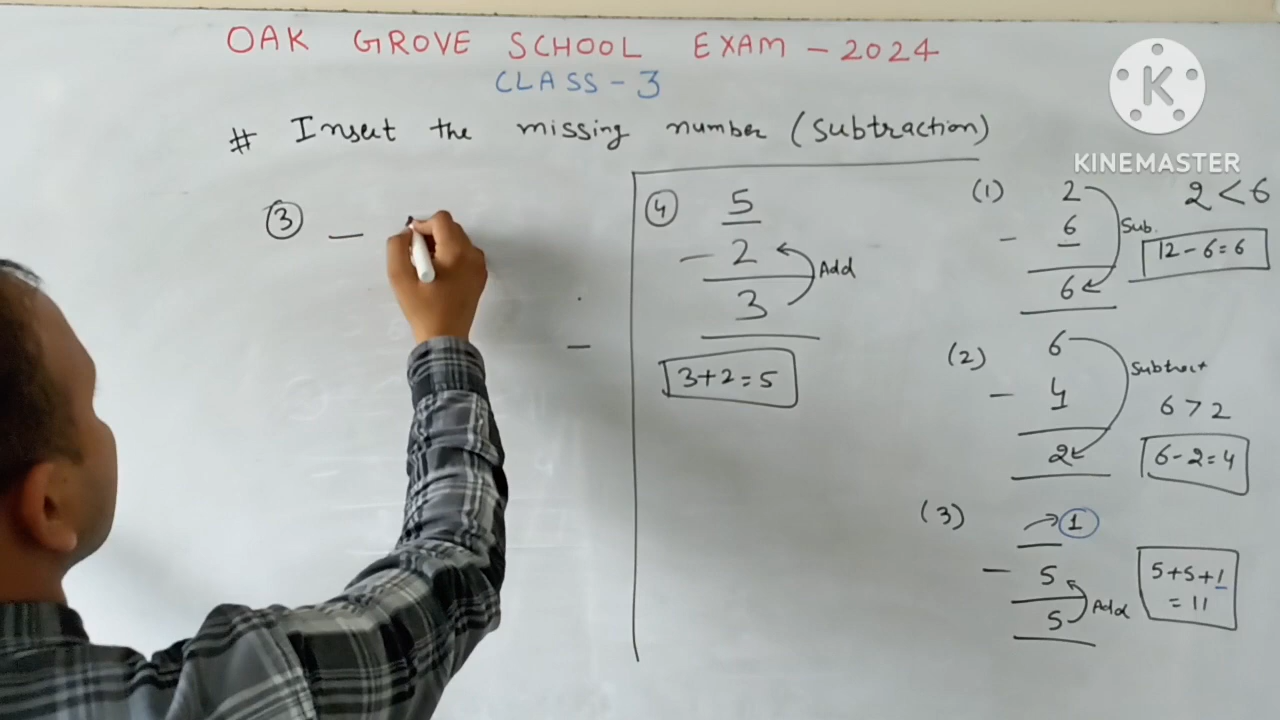 OAK GROVE SCHOOL EXAM - 2024
CLASS - 3
# Insert the missing number (Subtraction)
K
KINEMASTER
③ _
_
④ 5
- 2
Add
3
3+2=5
(1) 2
2 < 6
- 6
Sub.
12-6=6
6
(2) 6
Subtract
- 4
6 > 2
2
6-2=4
(3) → ①
- 5
5+5+1
= 11
5
Add